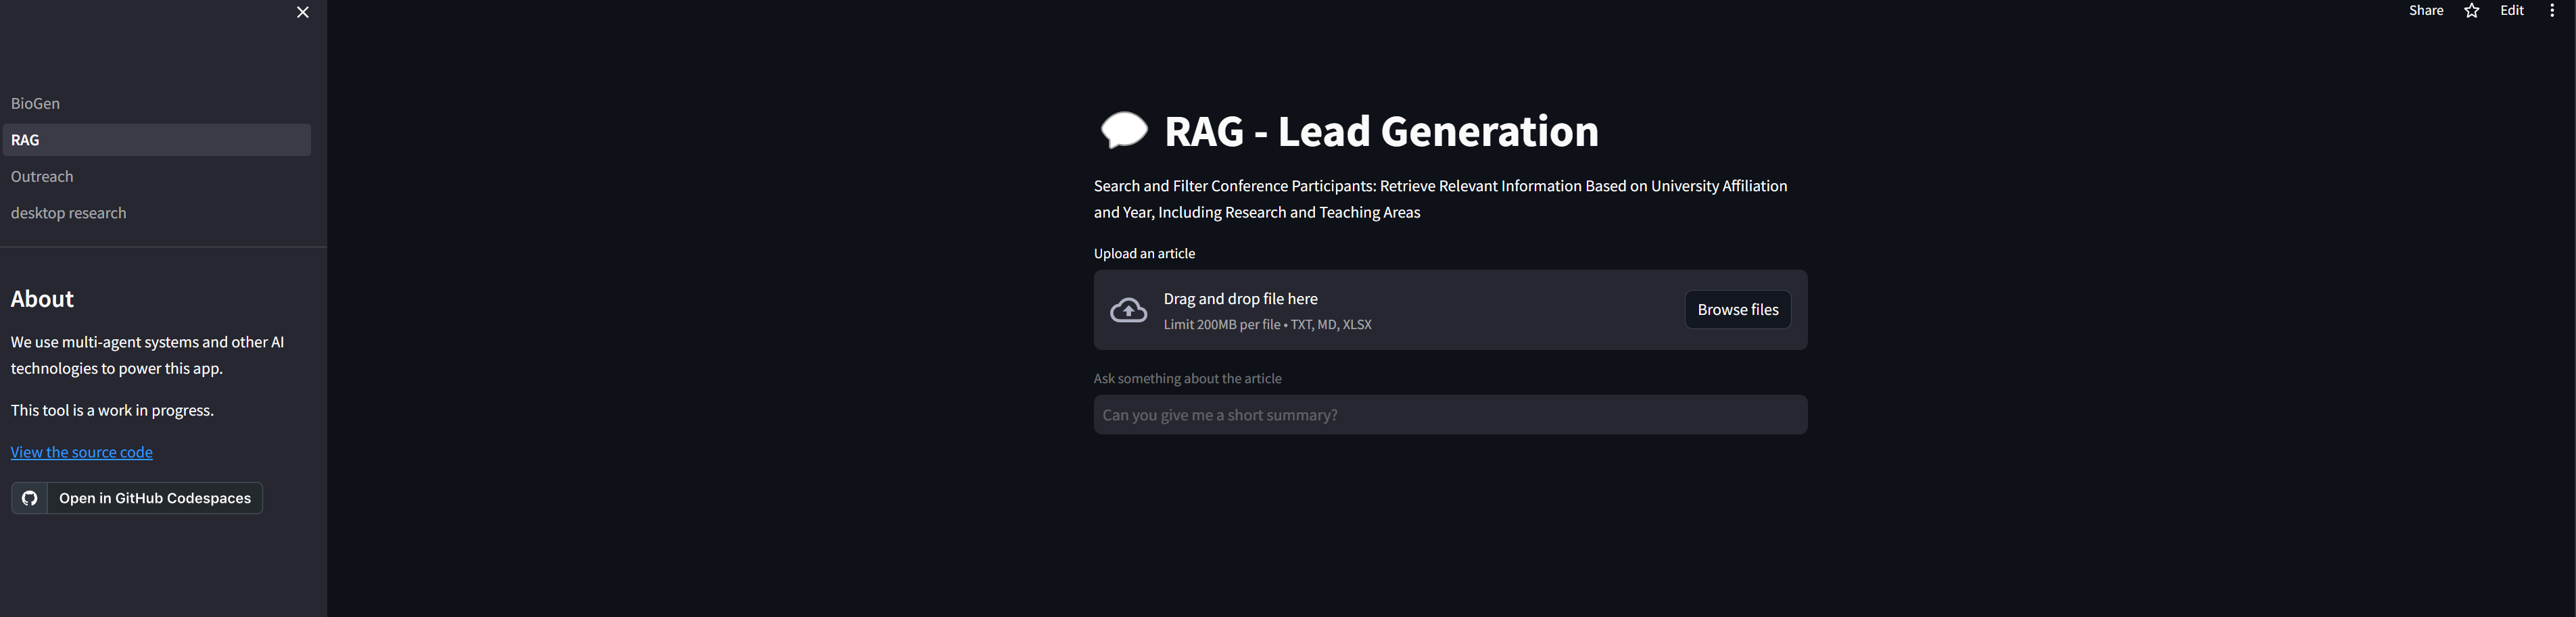 Share
Edit
BioGen
RAG
Outreach
desktop research
About
We use multi-agent systems and other AI
technologies to power this app.
This tool is a work in progress.
View the source code
Open in GitHub Codespaces
RAG - Lead Generation
Search and Filter Conference Participants: Retrieve Relevant Information Based on University Affiliation
and Year, Including Research and Teaching Areas
Upload an article
Drag and drop file here
Limit 200MB per file • TXT, MD, XLSX
Browse files
Ask something about the article
Can you give me a short summary?